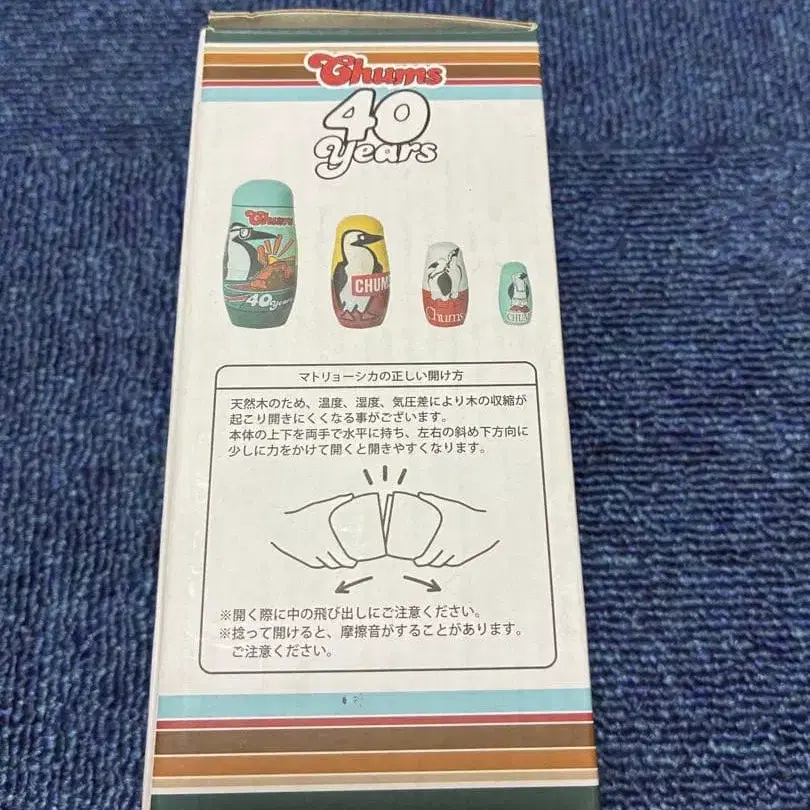 Chums
40
Years
Chums
40 Years
CHUMS
Chums
マトリョーシカの正しい開け方
天然木のため、温度、湿度、気圧差により木の収縮が
起こり開きにくくなる事がございます。
本体の上下を両手で水平に持ち、左右の斜め下方向に
少しに力をかけて開くと開きやすくなります。
※開く際に中の飛び出しにご注意ください。
※捻って開けると、摩擦音がすることがあります。
ご注意ください。